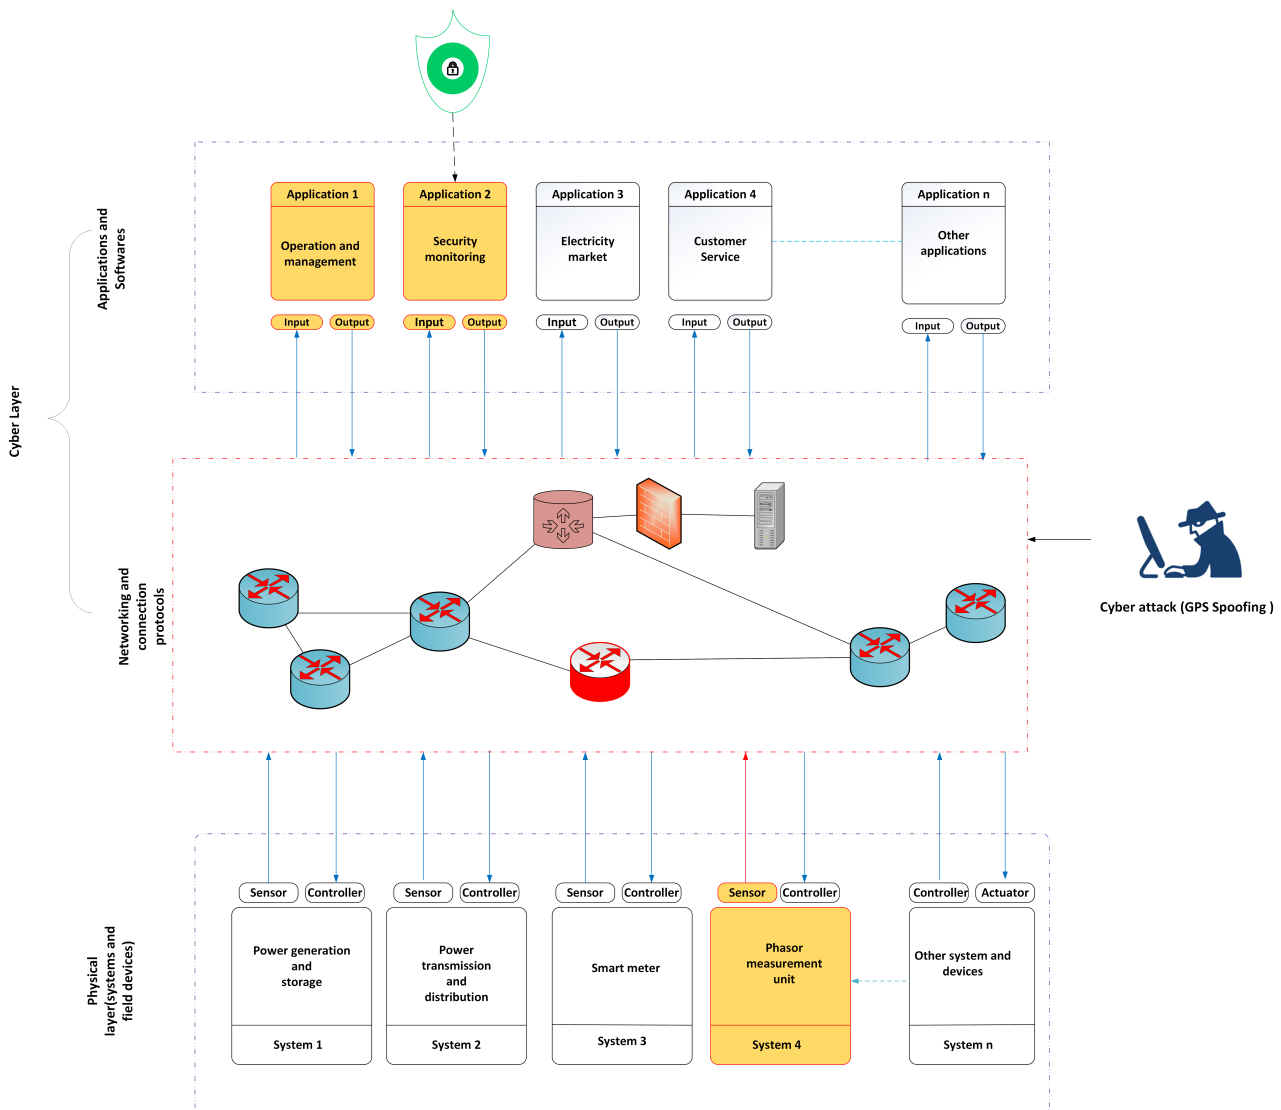 Application 1
Operation and
management
Input
Output
Application 2
Security
monitoring
Input
Output
Application 3
Electricity
market
Input
Output
Application 4
Customer
Service
Input
Output
Application n
Other
applications
Input
Output
Applications and
Softwares
Cyber Layer
Networking and
connection
protocols
Cyber attack (GPS Spoofing )
Physical
layer(systems and
field devices)
Sensor
Controller
Power generation
and
storage
System 1
Sensor
Controller
Power
transmission
and
distribution
System 2
Sensor
Controller
Smart meter
System 3
Sensor
Controller
Phasor
measurement
unit
System 4
Controller
Actuator
Other system and
devices
System n